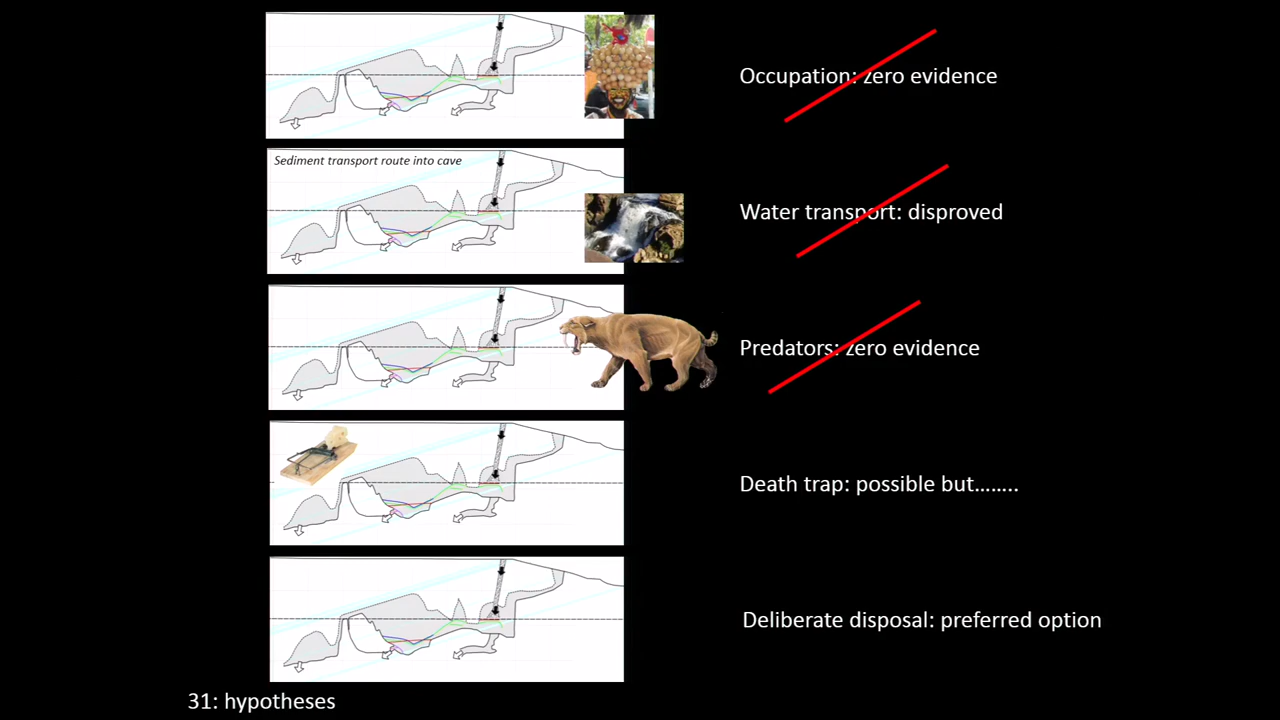 Occupation: zero evidence
Sediment transport route into cave
Water transport: disproved
Predators: zero evidence
Death trap: possible but........
Deliberate disposal: preferred option
31: hypotheses